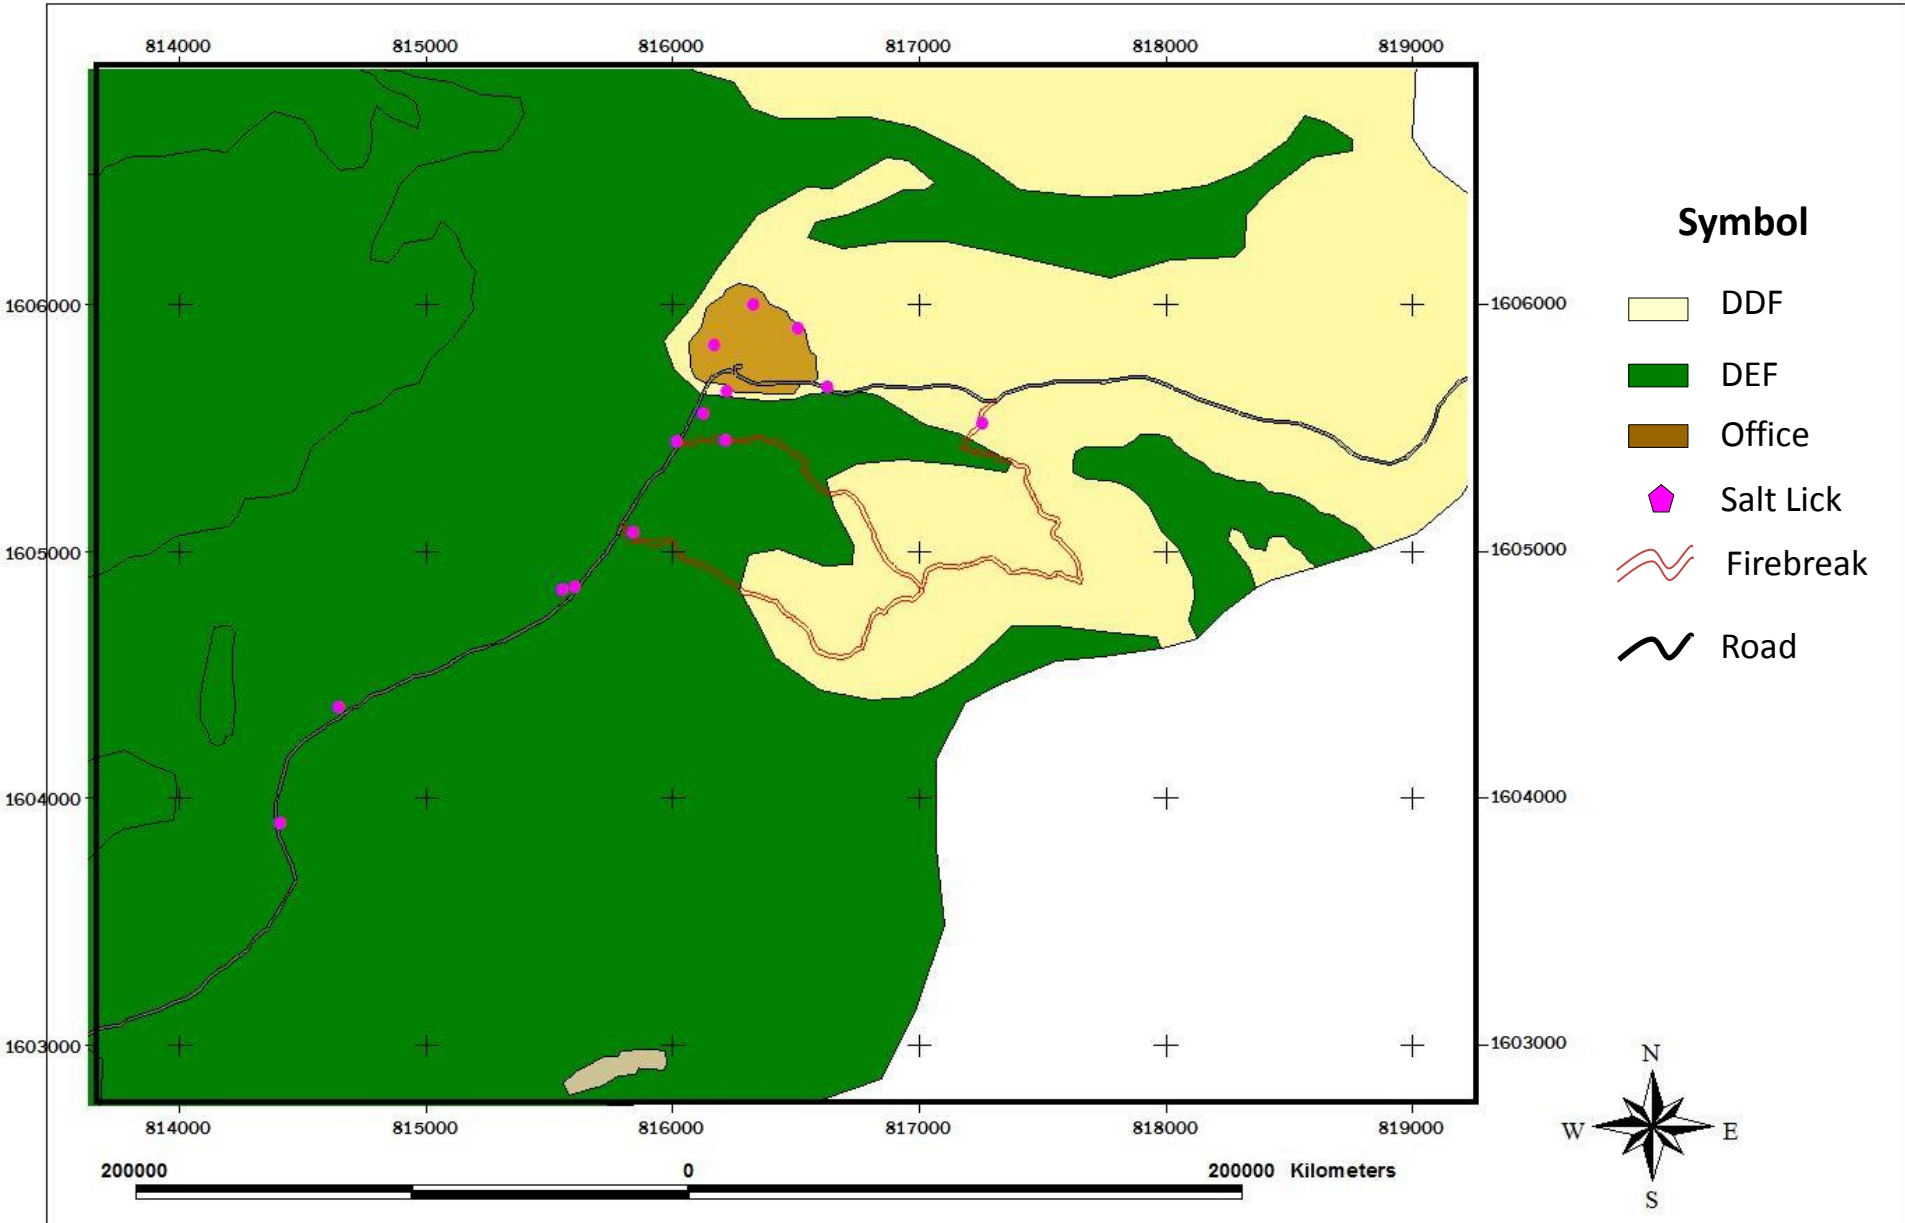 814000 815000 816000 817000 818000 819000
Symbol
1606000 1606000
DDF
DEF
Office
Salt Lick
1605000 1605000
Firebreak
Road
1604000 1604000
1603000 1603000
N
814000 815000 816000 817000 818000 819000
W E
200000 0 200000 Kilometers
S